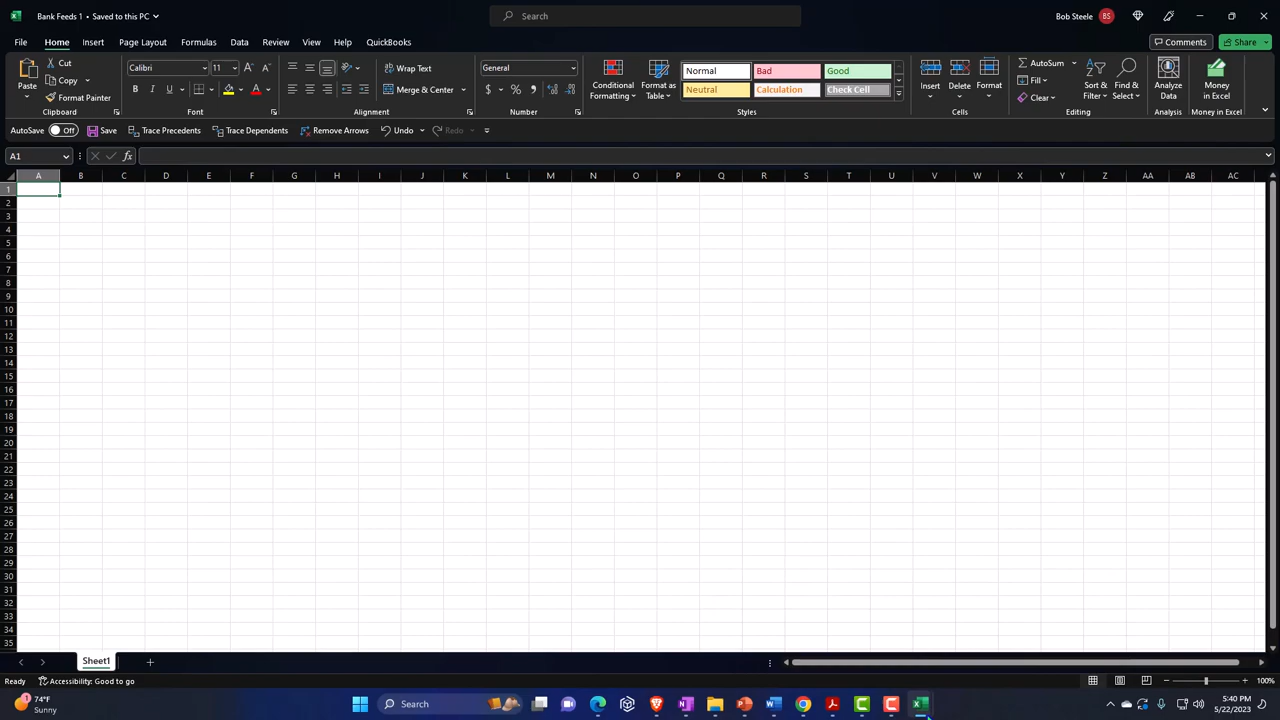 Bank Feeds 1 • Saved to this PC
Search
Bob Steele BS
File Home Insert Page Layout Formulas Data Review View Help QuickBooks
Comments Share
Paste
Cut
Copy
Format Painter
Clipboard
Calibri 11
B I U
Font
Wrap Text
Merge & Center
Alignment
General
$ % ,
Number
Conditional Formatting
Format as Table
Normal Bad Good
Neutral Calculation Check Cell
Styles
Insert Delete Format
Cells
AutoSum
Fill
Clear
Sort & Filter
Find & Select
Editing
Analyze Data
Analysis
Money in Excel
Money in Excel
AutoSave Off Save Trace Precedents Trace Dependents Remove Arrows Undo Redo
A1 fx
A B C D E F G H I J K L M N O P Q R S T U V W X Y Z AA AB AC
1
2
3
4
5
6
7
8
9
10
11
12
13
14
15
16
17
18
19
20
21
22
23
24
25
26
27
28
29
30
31
32
33
34
35
Sheet1
Ready Accessibility: Good to go 100%
74°F
Sunny
Search
5:40 PM
5/22/2023